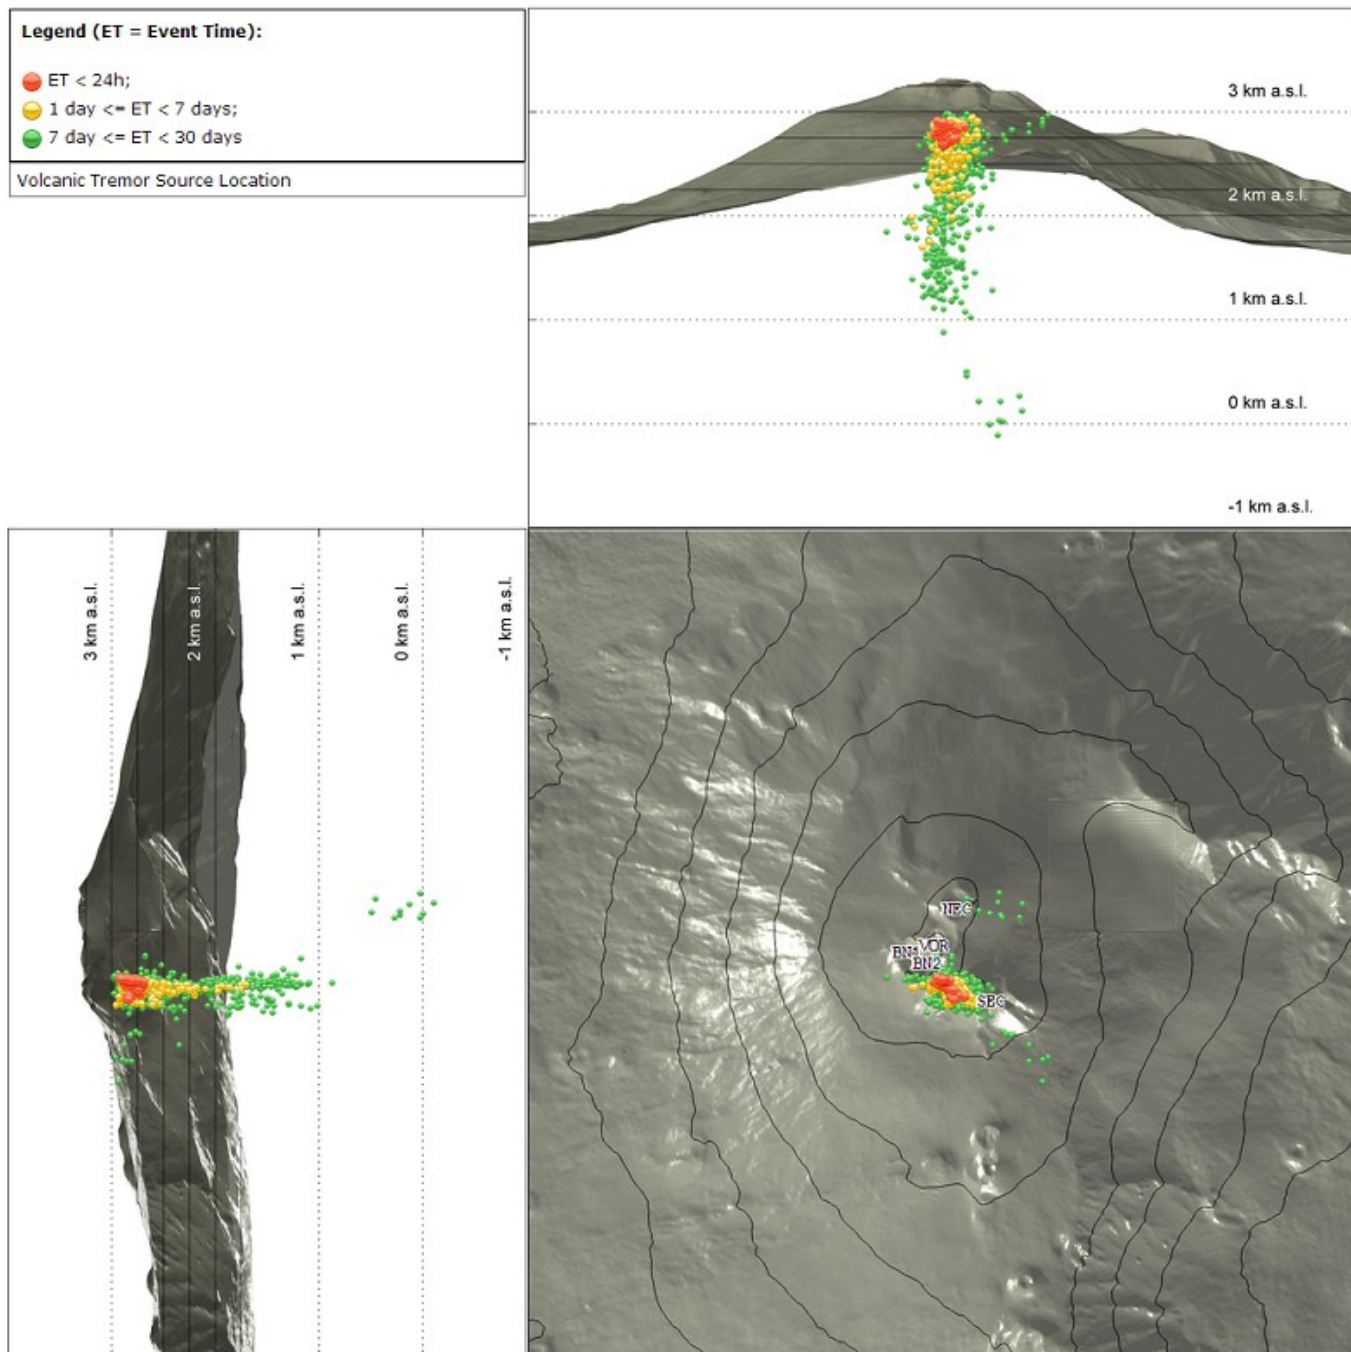 Legend (ET = Event Time):
ET < 24h;
1 day <= ET < 7 days;
7 day <= ET < 30 days
Volcanic Tremor Source Location
3 km a.s.l.
2 km a.s.l.
1 km a.s.l.
0 km a.s.l.
-1 km a.s.l.
3 km a.s.l.
2 km a.s.l.
1 km a.s.l.
0 km a.s.l.
-1 km a.s.l.
NEC
VOR
BN1
BN2
SEC